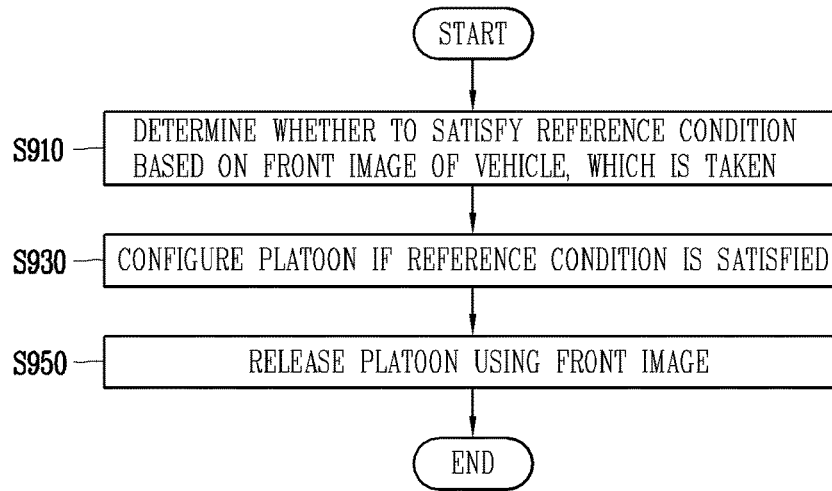 START
S910
DETERMINE WHETHER TO SATISFY REFERENCE CONDITION
BASED ON FRONT IMAGE OF VEHICLE, WHICH IS TAKEN
S930
CONFIGURE PLATOON IF REFERENCE CONDITION IS SATISFIED
S950
RELEASE PLATOON USING FRONT IMAGE
END